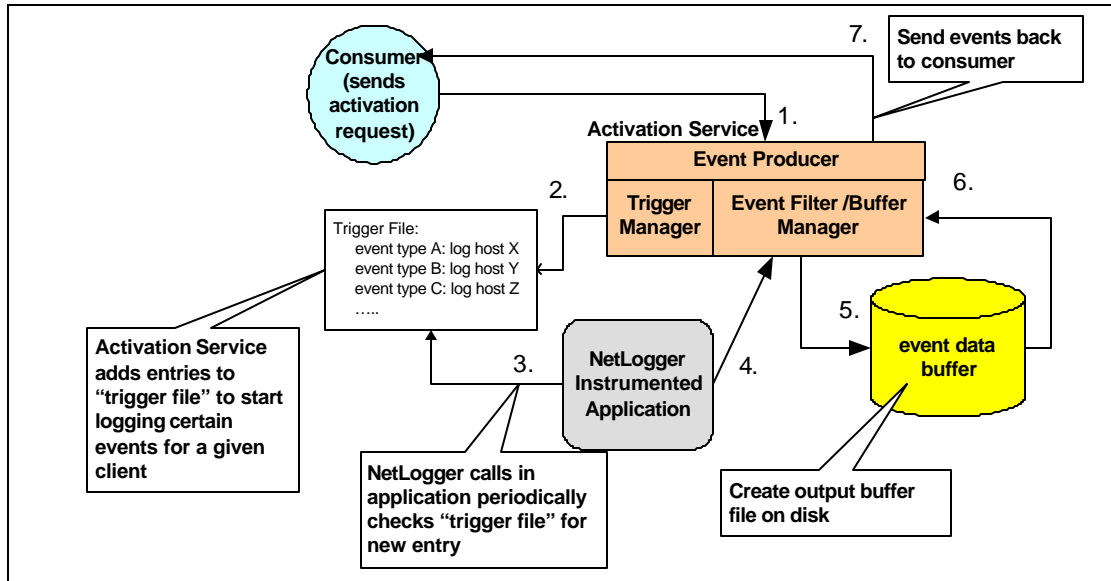 7.
Send events back
to consumer
Consumer
(sends
activation
request)
1.
Activation Service
Event Producer
Trigger
Manager
Event Filter /Buffer
Manager
6.
2.
Trigger File:
event type A: log host X
event type B: log host Y
event type C: log host Z
…..
5.
event data
buffer
3.
NetLogger
Instrumented
Application
4.
Activation Service
adds entries to
“trigger file” to start
logging certain
events for a given
client
NetLogger calls in
application periodically
checks “trigger file” for
new entry
Create output buffer
file on disk